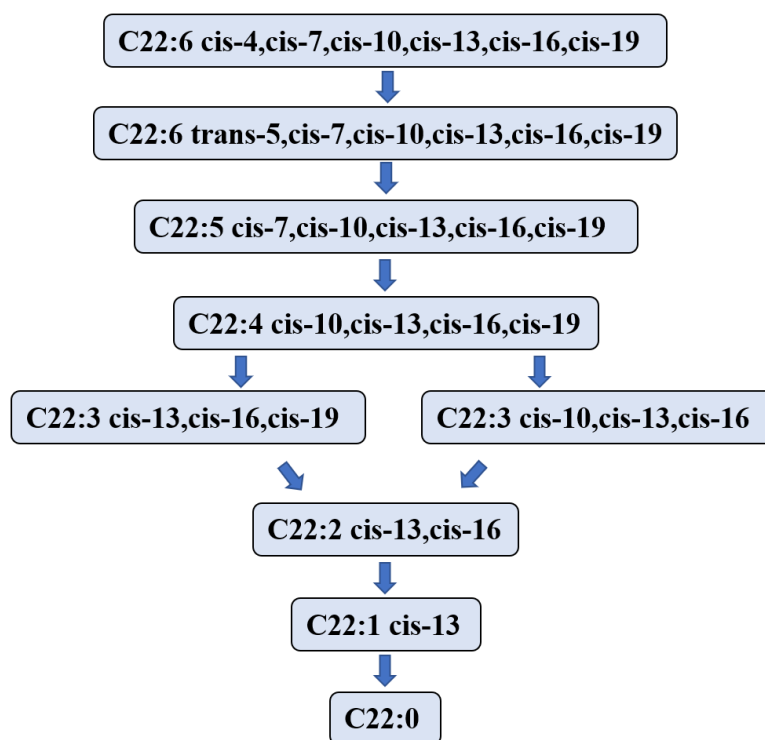 C22:6 cis-4,cis-7,cis-10,cis-13,cis-16,cis-19
C22:6 trans-5,cis-7,cis-10,cis-13,cis-16,cis-19
C22:5 cis-7,cis-10,cis-13,cis-16,cis-19
C22:4 cis-10,cis-13,cis-16,cis-19
C22:3 cis-13,cis-16,cis-19
C22:3 cis-10,cis-13,cis-16
C22:2 cis-13,cis-16
C22:1 cis-13
C22:0